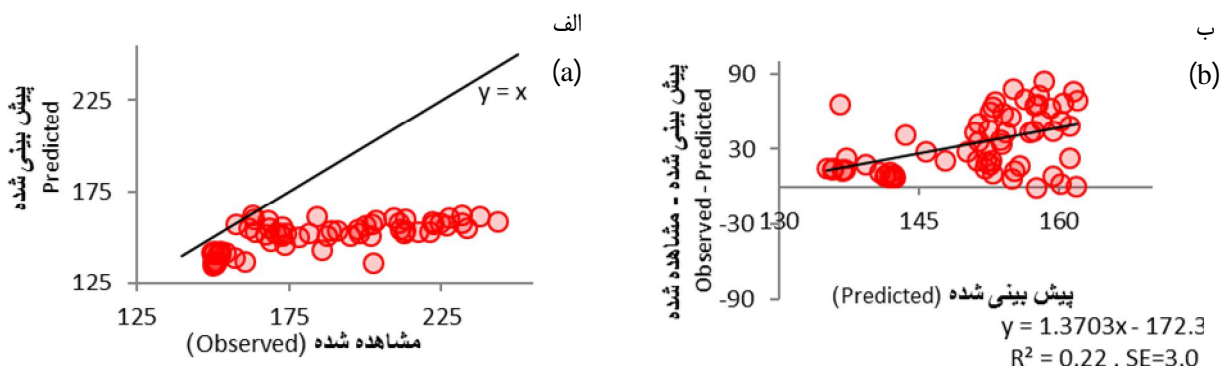 الف
(a)
پیش بینی شده
Predicted
225
175
125
y = x
125 175 225
مشاهده شده (Observed)
ب
(b)
پیش بینی شده - مشاهده شده
Observed - Predicted
90
30
-30
-90
130 145 160
پیش بینی شده (Predicted)
y = 1.3703x - 172.3
R² = 0.22 , SE=3.0